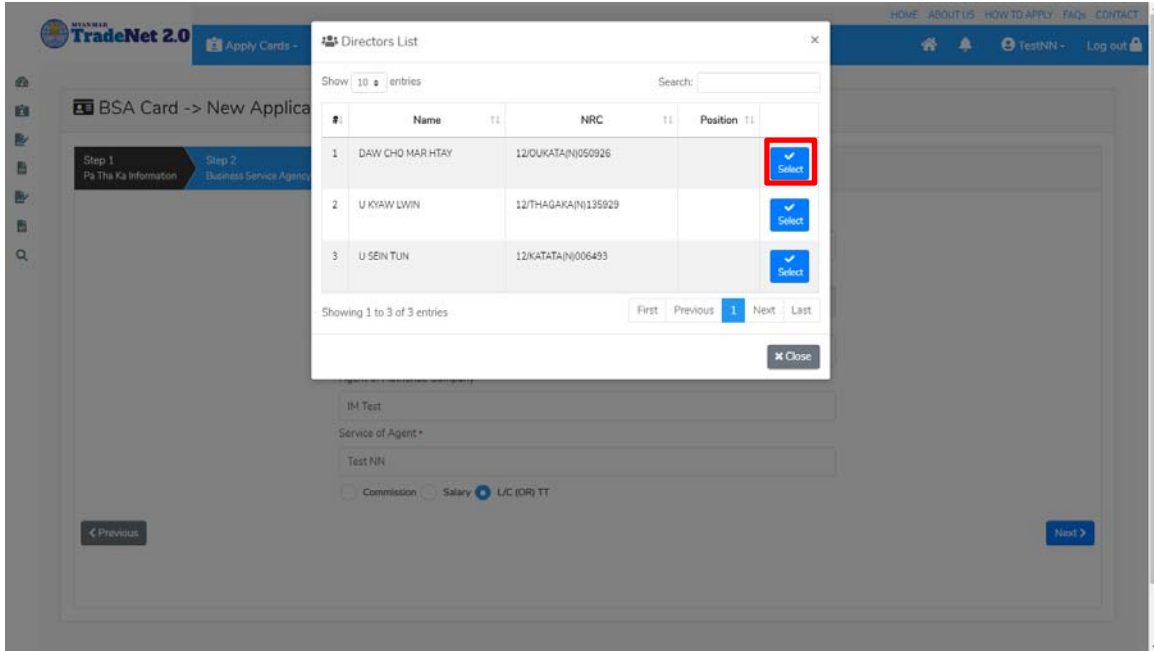 HOME ABOUT US HOW TO APPLY FAQs CONTACT
MYANMAR
TradeNet 2.0
Apply Cards -
TestNN -
Log out
Directors List ×
Show 10 entries
Search:
BSA Card -> New Applica
# Name NRC Position
1 DAW CHO MAR HTAY 12/OUKATA(N)050926 Select
Step 1 Step 2
Pa Tha Ka Information Business Service Agency
2 U KYAW LWIN 12/THAGAKA(N)135929 Select
3 U SEIN TUN 12/KATATA(N)006493 Select
Showing 1 to 3 of 3 entries
First Previous 1 Next Last
× Close
IM Test
Service of Agent *
Test NN
Commission Salary L/C (OR) TT
< Previous
Next >